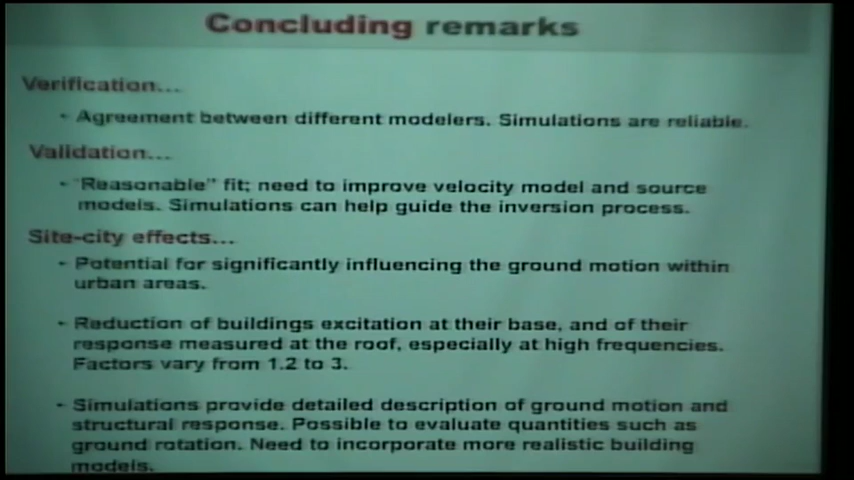 Concluding remarks
Verification...
- Agreement between different modelers. Simulations are reliable.
Validation...
- "Reasonable" fit; need to improve velocity model and source
models. Simulations can help guide the inversion process.
Site-city effects...
- Potential for significantly influencing the ground motion within
urban areas.
- Reduction of buildings excitation at their base, and of their
response measured at the roof, especially at high frequencies.
Factors vary from 1.2 to 3.
- Simulations provide detailed description of ground motion and
structural response. Possible to evaluate quantities such as
ground rotation. Need to incorporate more realistic building
models.